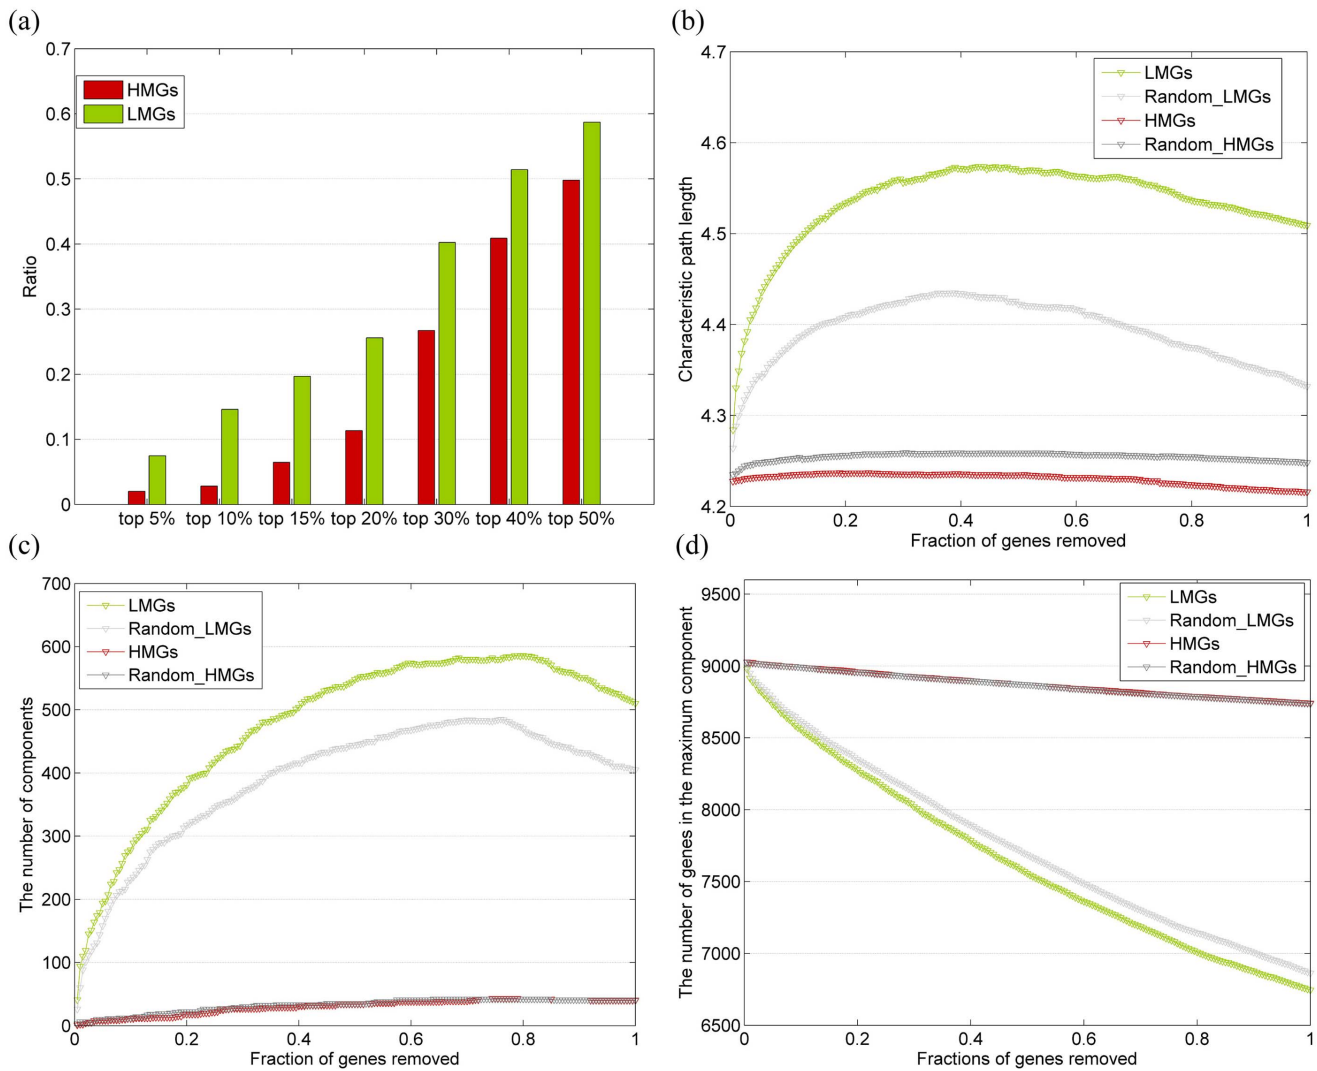 (a)
0.7
0.6
0.5
0.4
0.3
0.2
0.1
0
Ratio
HMGs
LMGs
top 5% top 10% top 15% top 20% top 30% top 40% top 50%
(b)
4.7
4.6
4.5
4.4
4.3
4.2
Characteristic path length
LMGs
Random_LMGs
HMGs
Random_HMGs
0 0.2 0.4 0.6 0.8 1
Fraction of genes removed
(c)
700
600
500
400
300
200
100
0
The number of components
LMGs
Random_LMGs
HMGs
Random_HMGs
0 0.2 0.4 0.6 0.8 1
Fraction of genes removed
(d)
9500
9000
8500
8000
7500
7000
6500
The number of genes in the maximum component
LMGs
Random_LMGs
HMGs
Random_HMGs
0 0.2 0.4 0.6 0.8 1
Fractions of genes removed